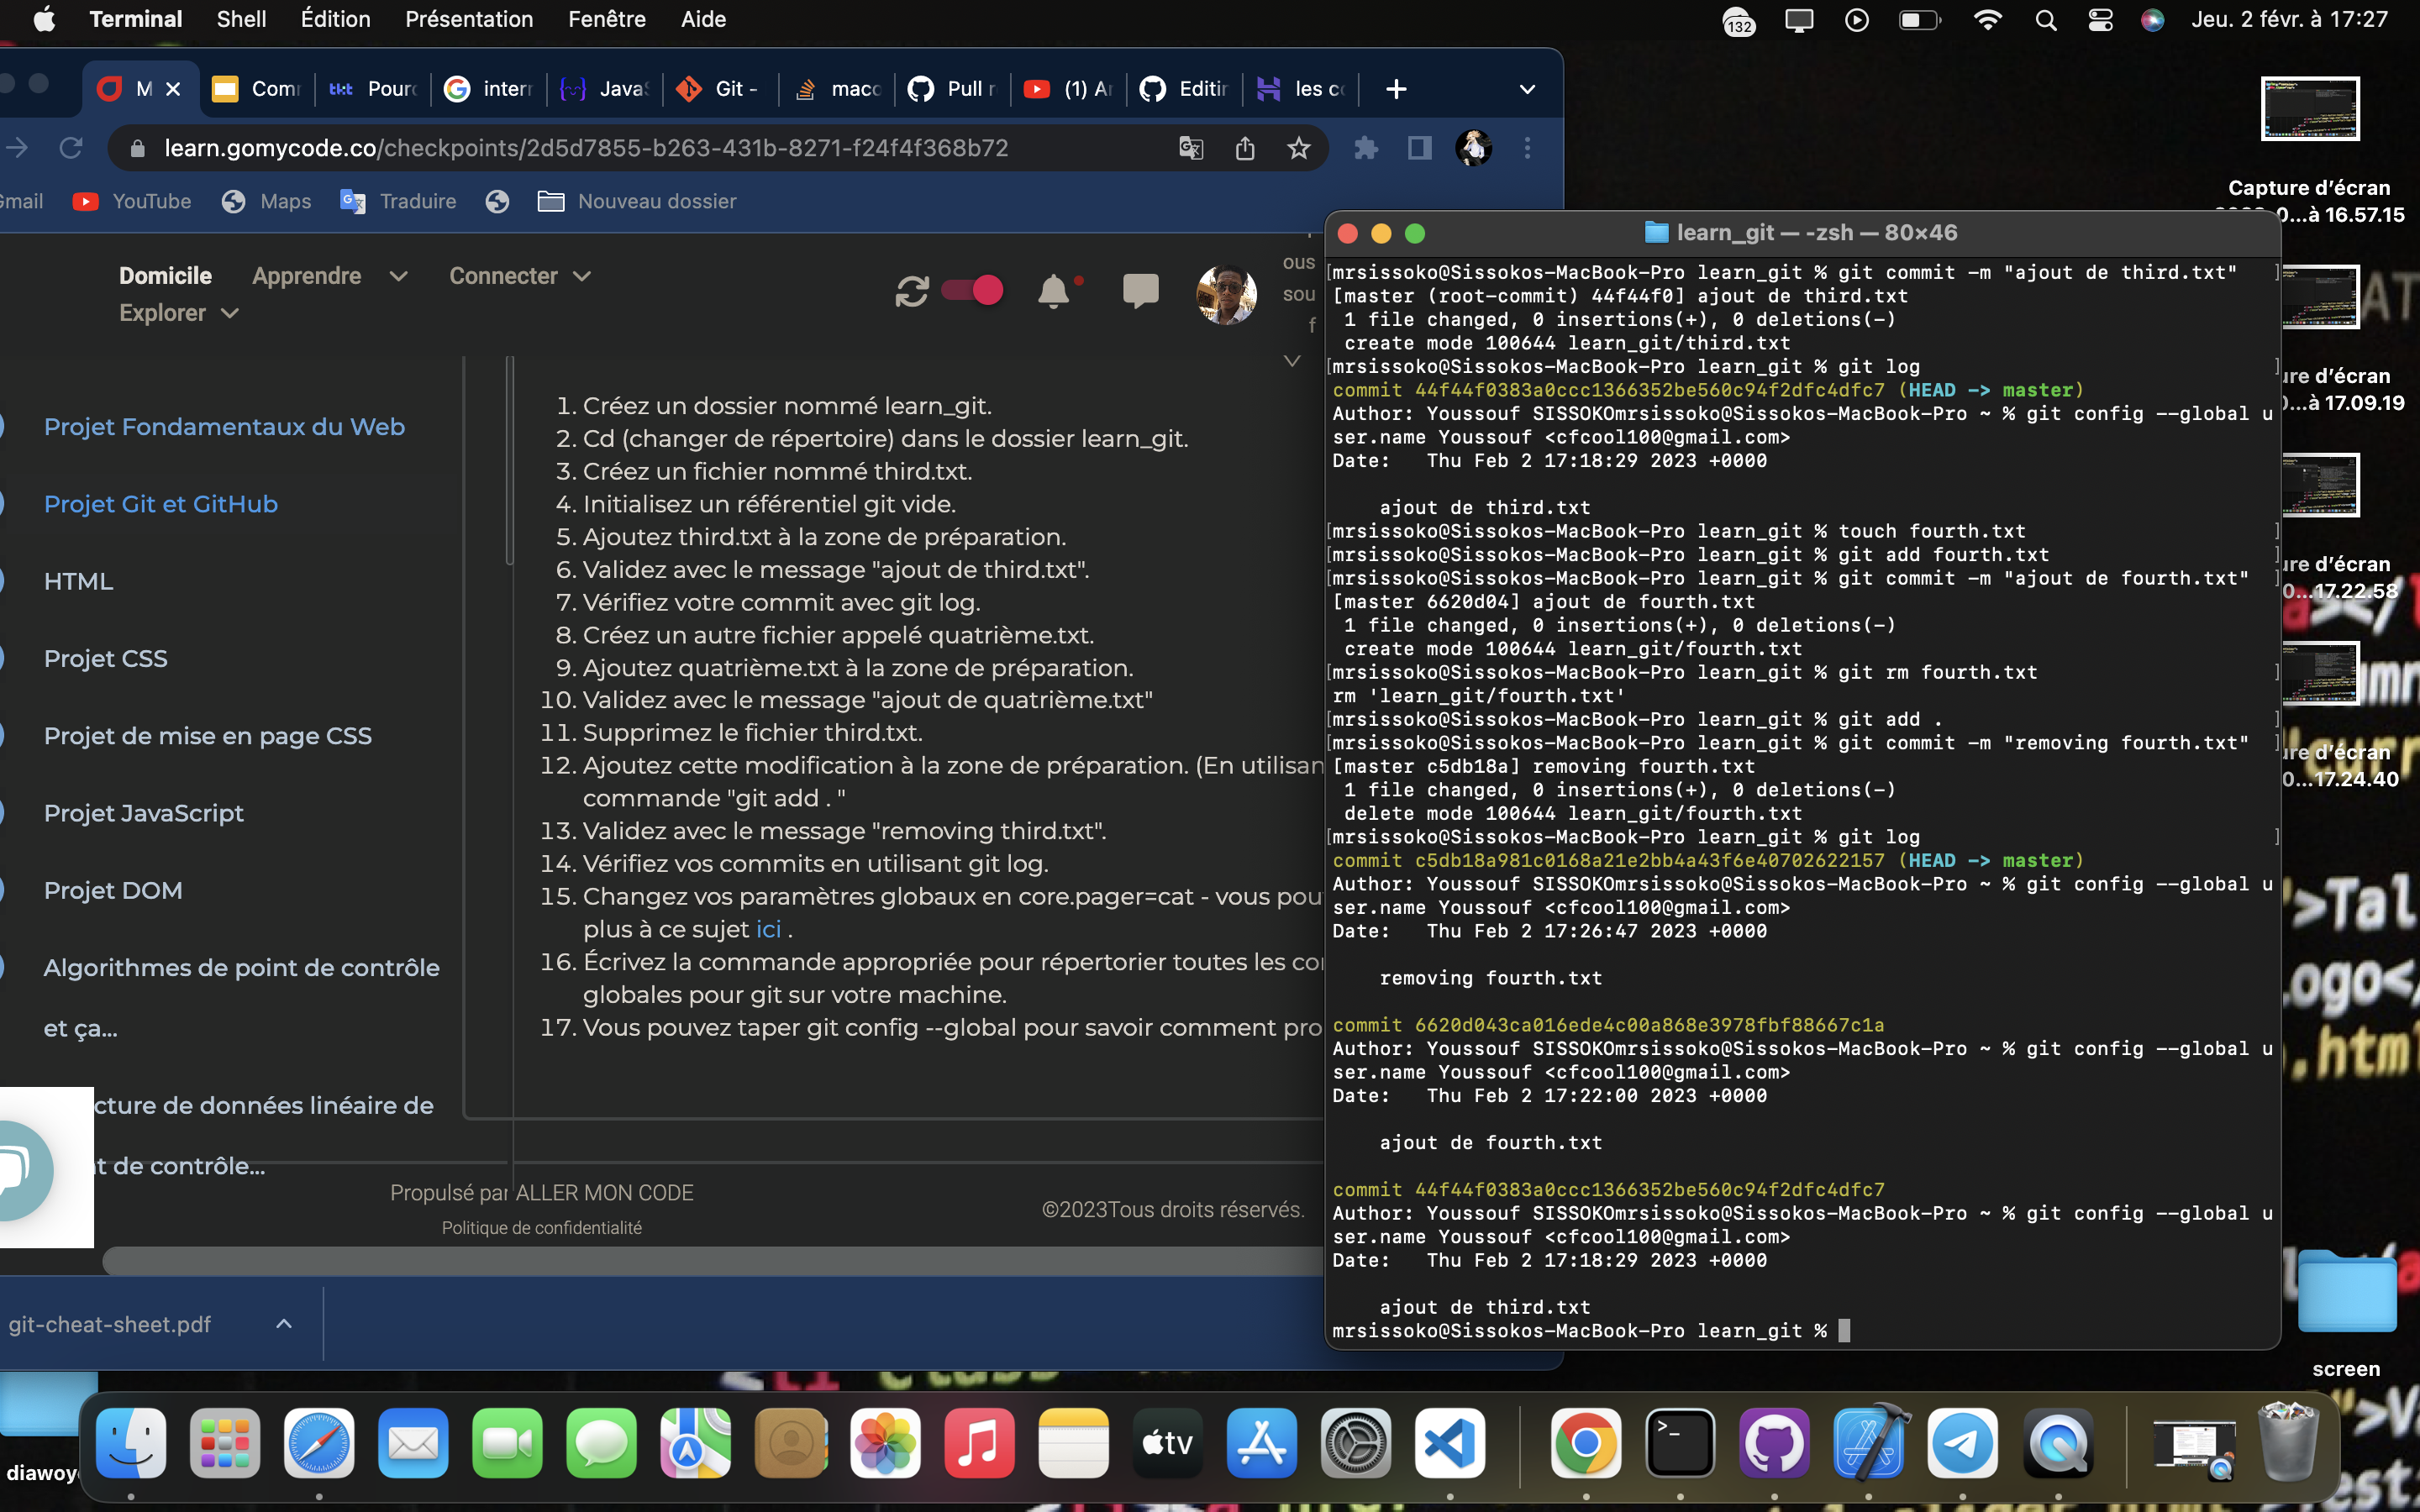 Terminal Shell Édition Présentation Fenêtre Aide
132
Jeu. 2 févr. à 17:27
M Com Pour inter Java Git - maco Pull r (1) Ar Editir les co
learn.gomycode.co/checkpoints/2d5d7855-b263-431b-8271-f24f4f368b72
Gmail YouTube Maps Traduire Nouveau dossier
Domicile Apprendre Connecter
Explorer
ous
sou
f
Projet Fondamentaux du Web
Projet Git et GitHub
HTML
Projet CSS
Projet de mise en page CSS
Projet JavaScript
Projet DOM
Algorithmes de point de contrôle
et ça...
cture de données linéaire de
t de contrôle...
1. Créez un dossier nommé learn_git.
2. Cd (changer de répertoire) dans le dossier learn_git.
3. Créez un fichier nommé third.txt.
4. Initialisez un référentiel git vide.
5. Ajoutez third.txt à la zone de préparation.
6. Validez avec le message "ajout de third.txt".
7. Vérifiez votre commit avec git log.
8. Créez un autre fichier appelé quatrième.txt.
9. Ajoutez quatrième.txt à la zone de préparation.
10. Validez avec le message "ajout de quatrième.txt"
11. Supprimez le fichier third.txt.
12. Ajoutez cette modification à la zone de préparation. (En utilisan
commande "git add . "
13. Validez avec le message "removing third.txt".
14. Vérifiez vos commits en utilisant git log.
15. Changez vos paramètres globaux en core.pager=cat - vous pou
plus à ce sujet ici .
16. Écrivez la commande appropriée pour répertorier toutes les co
globales pour git sur votre machine.
17. Vous pouvez taper git config --global pour savoir comment pro
Propulsé par ALLER MON CODE
Politique de confidentialité
©2023Tous droits réservés.
git-cheat-sheet.pdf
learn_git — -zsh — 80×46
[mrsissoko@Sissokos-MacBook-Pro learn_git % git commit -m "ajout de third.txt" ]
[master (root-commit) 44f44f0] ajout de third.txt
1 file changed, 0 insertions(+), 0 deletions(-)
create mode 100644 learn_git/third.txt
[mrsissoko@Sissokos-MacBook-Pro learn_git % git log ]
commit 44f44f0383a0ccc1366352be560c94f2dfc4dfc7 (HEAD -> master)
Author: Youssouf SISSOKOmrsissoko@Sissokos-MacBook-Pro ~ % git config --global u
ser.name Youssouf <cfcool100@gmail.com>
Date: Thu Feb 2 17:18:29 2023 +0000
ajout de third.txt
[mrsissoko@Sissokos-MacBook-Pro learn_git % touch fourth.txt ]
[mrsissoko@Sissokos-MacBook-Pro learn_git % git add fourth.txt ]
[mrsissoko@Sissokos-MacBook-Pro learn_git % git commit -m "ajout de fourth.txt" ]
[master 6620d04] ajout de fourth.txt
1 file changed, 0 insertions(+), 0 deletions(-)
create mode 100644 learn_git/fourth.txt
[mrsissoko@Sissokos-MacBook-Pro learn_git % git rm fourth.txt ]
rm 'learn_git/fourth.txt'
[mrsissoko@Sissokos-MacBook-Pro learn_git % git add . ]
[mrsissoko@Sissokos-MacBook-Pro learn_git % git commit -m "removing fourth.txt" ]
[master c5db18a] removing fourth.txt
1 file changed, 0 insertions(+), 0 deletions(-)
delete mode 100644 learn_git/fourth.txt
[mrsissoko@Sissokos-MacBook-Pro learn_git % git log ]
commit c5db18a981c0168a21e2bb4a43f6e40702622157 (HEAD -> master)
Author: Youssouf SISSOKOmrsissoko@Sissokos-MacBook-Pro ~ % git config --global u
ser.name Youssouf <cfcool100@gmail.com>
Date: Thu Feb 2 17:26:47 2023 +0000
removing fourth.txt
commit 6620d043ca016ede4c00a868e3978fbf88667c1a
Author: Youssouf SISSOKOmrsissoko@Sissokos-MacBook-Pro ~ % git config --global u
ser.name Youssouf <cfcool100@gmail.com>
Date: Thu Feb 2 17:22:00 2023 +0000
ajout de fourth.txt
commit 44f44f0383a0ccc1366352be560c94f2dfc4dfc7
Author: Youssouf SISSOKOmrsissoko@Sissokos-MacBook-Pro ~ % git config --global u
ser.name Youssouf <cfcool100@gmail.com>
Date: Thu Feb 2 17:18:29 2023 +0000
ajout de third.txt
mrsissoko@Sissokos-MacBook-Pro learn_git %
Capture d'écran
0...à 16.57.15
ure d'écran
0...à 17.09.19
ure d'écran
0...17.22.58
ure d'écran
0...17.24.40
">Tal
ogo</
.html
screen
diawoy
tv